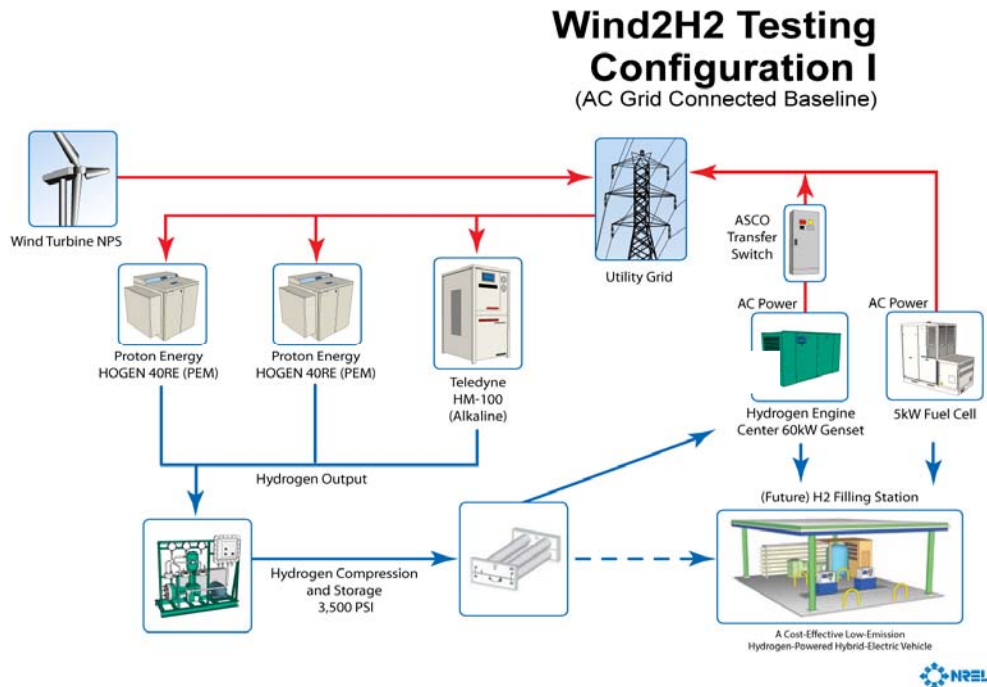 Wind2H2 Testing
Configuration I
(AC Grid Connected Baseline)
Wind Turbine NPS
Utility Grid
ASCO
Transfer
Switch
AC Power
AC Power
Proton Energy
HOGEN 40RE (PEM)
Proton Energy
HOGEN 40RE (PEM)
Teledyne
HM-100
(Alkaline)
Hydrogen Engine
Center 60kW Genset
5kW Fuel Cell
Hydrogen Output
(Future) H2 Filling Station
Hydrogen Compression
and Storage
3,500 PSI
A Cost-Effective Low-Emission
Hydrogen-Powered Hybrid-Electric Vehicle
NREL